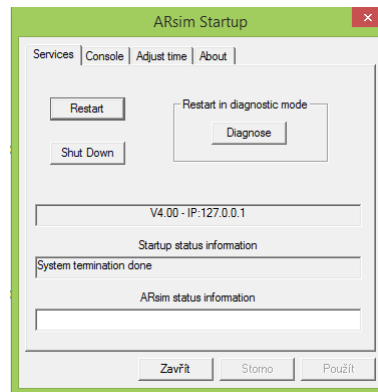 ARsim Startup
Services Console Adjust time About
Restart
Restart in diagnostic mode
Diagnose
Shut Down
V4.00 - IP:127.0.0.1
Startup status information
System termination done
ARsim status information
Zavřít Storno Použít